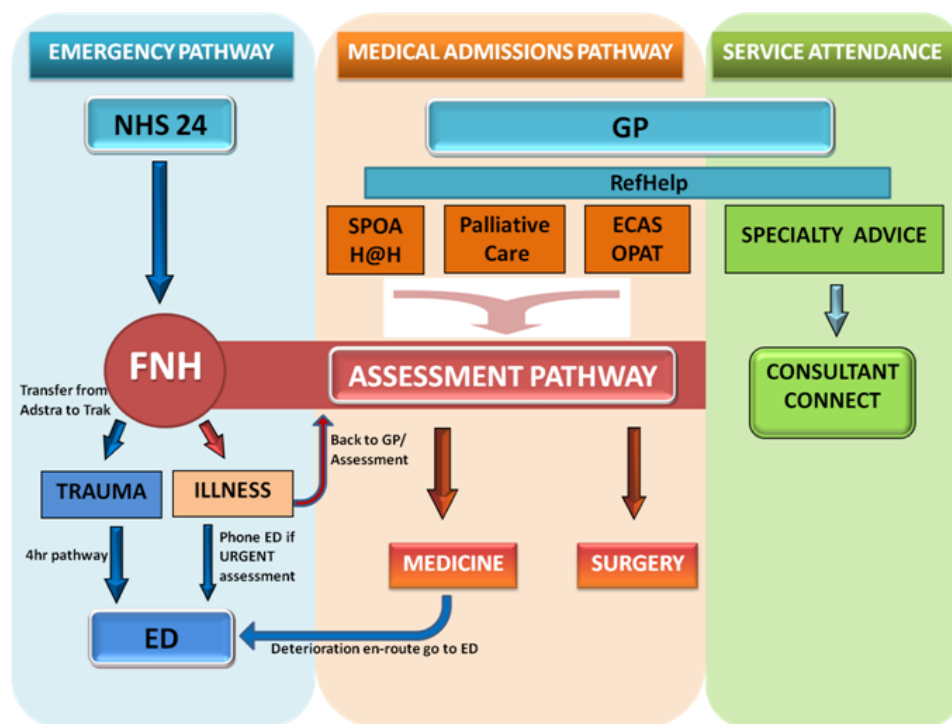 EMERGENCY PATHWAY
MEDICAL ADMISSIONS PATHWAY
SERVICE ATTENDANCE
NHS 24
GP
RefHelp
SPOA
H@H
Palliative
Care
ECAS
OPAT
SPECIALTY ADVICE
FNH
ASSESSMENT PATHWAY
CONSULTANT
CONNECT
Transfer from
Adstra to Trak
Back to GP/
Assessment
TRAUMA
ILLNESS
4hr pathway
Phone ED if
URGENT
assessment
MEDICINE
SURGERY
ED
Deterioration en-route go to ED